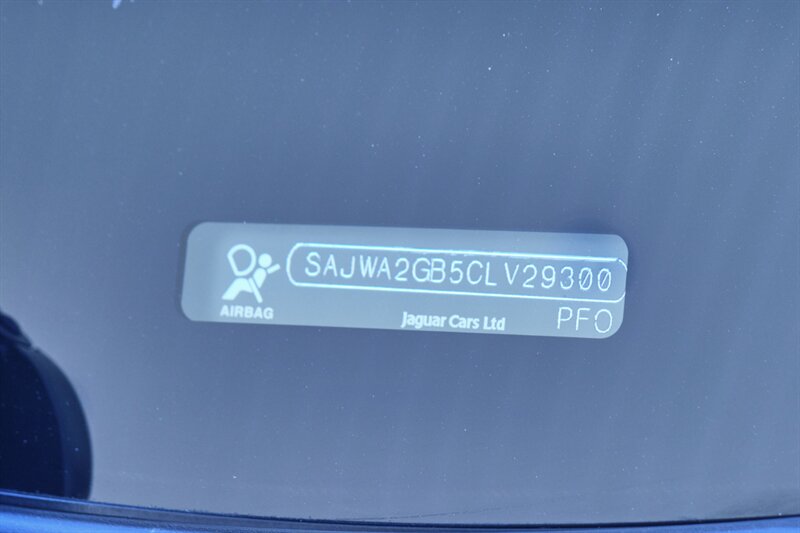 SAJWA2GB5CLV29300
AIRBAG
Jaguar Cars Ltd
PFO